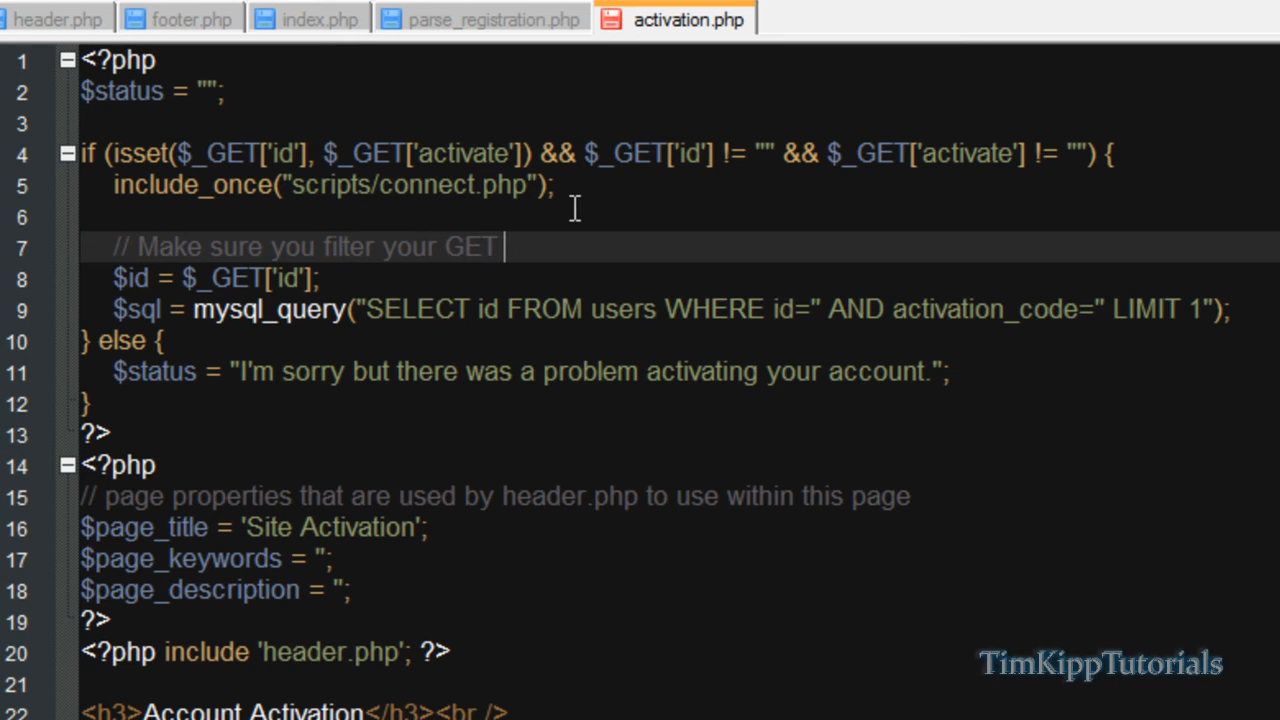 header.php footer.php index.php parse_registration.php activation.php
1 <?php
2 $status = "";
3
4 if (isset($_GET['id'], $_GET['activate']) && $_GET['id'] != "" && $_GET['activate'] != "") {
5 include_once("scripts/connect.php");
6
7 // Make sure you filter your GET
8 $id = $_GET['id'];
9 $sql = mysql_query("SELECT id FROM users WHERE id='' AND activation_code='' LIMIT 1");
10 } else {
11 $status = "I'm sorry but there was a problem activating your account.";
12 }
13 ?>
14 <?php
15 // page properties that are used by header.php to use within this page
16 $page_title = 'Site Activation';
17 $page_keywords = '';
18 $page_description = '';
19 ?>
20 <?php include 'header.php'; ?>
21
22 <h3>Account Activation</h3><br />
TimKippTutorials